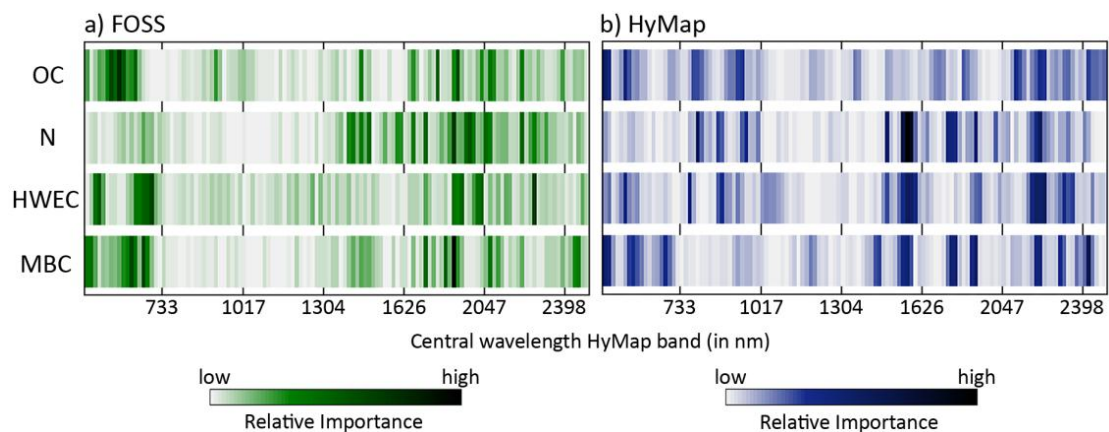 a) FOSS
b) HyMap
OC
N
HWEC
MBC
733 1017 1304 1626 2047 2398
733 1017 1304 1626 2047 2398
Central wavelength HyMap band (in nm)
low high
Relative Importance
low high
Relative Importance